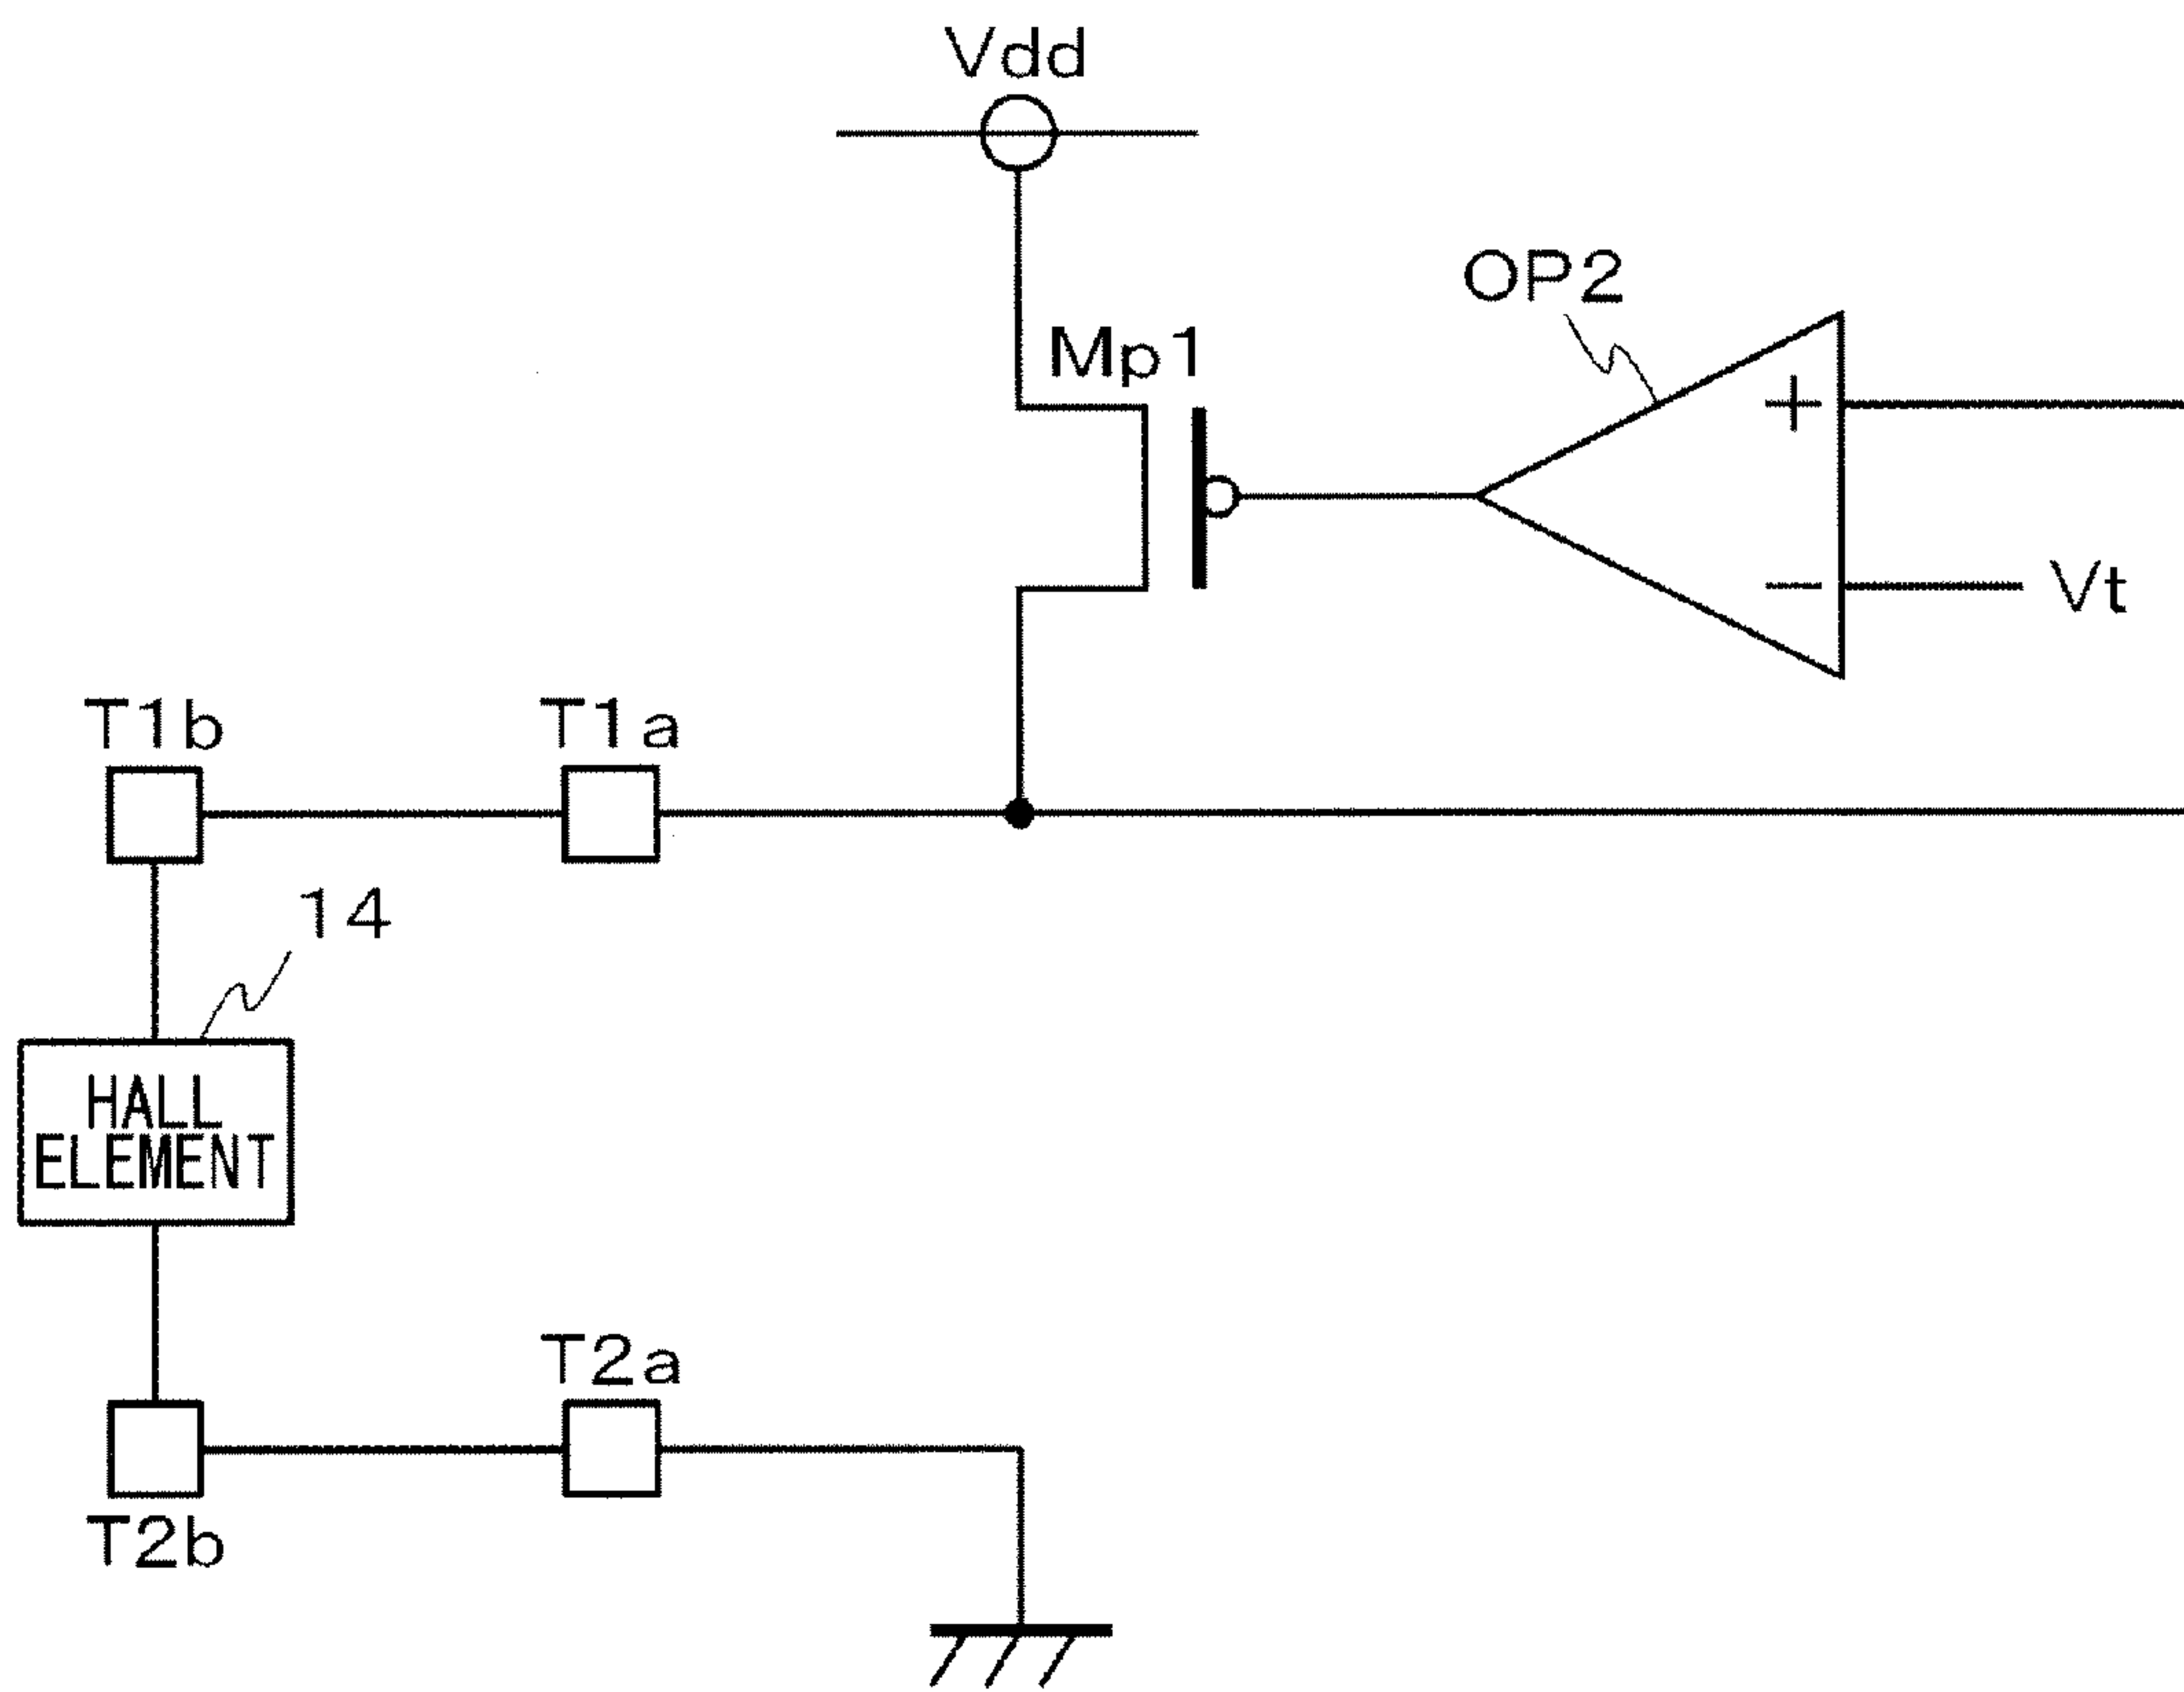 Vdd
OP2
Mp1
+
−
Vt
T1b
T1a
14
HALL
ELEMENT
T2a
T2b